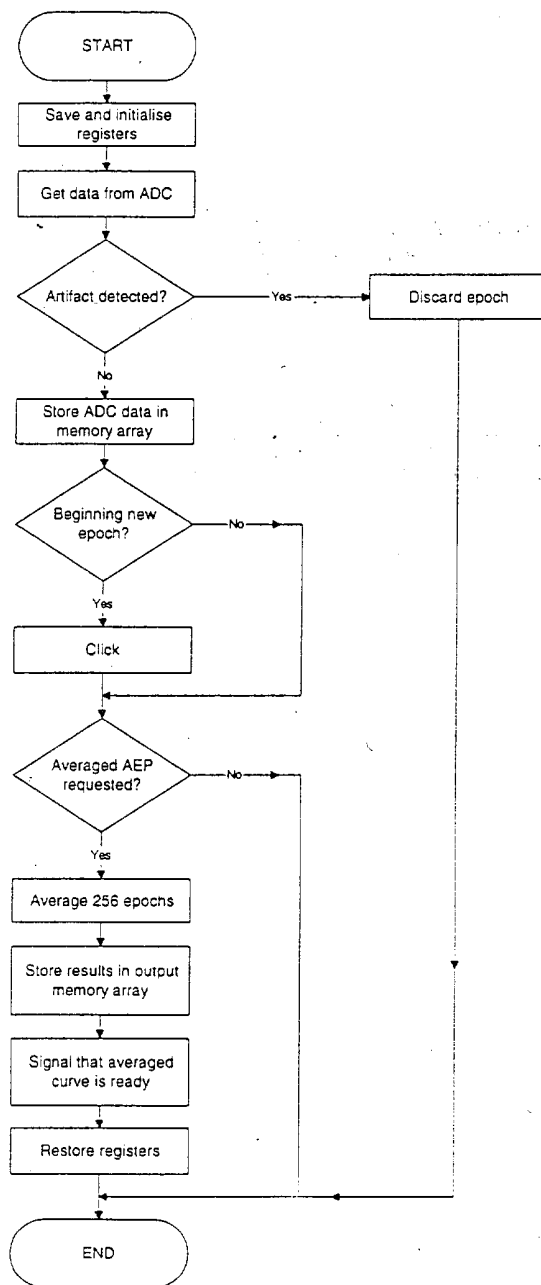 START
Save and initialise
registers
Get data from ADC
Artifact detected?
Yes
Discard epoch
No
Store ADC data in
memory array
Beginning new
epoch?
No
Yes
Click
Averaged AEP
requested?
No
Yes
Average 256 epochs
Store results in output
memory array
Signal that averaged
curve is ready
Restore registers
END